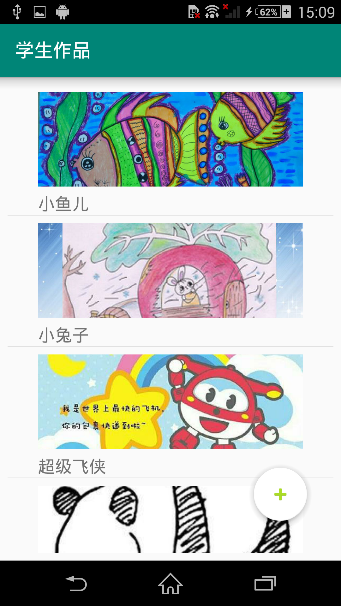 62%
15:09
学生作品
小鱼儿
小兔子
我是世界上最快的飞机，
你的包裹快递到啦~
超级飞侠